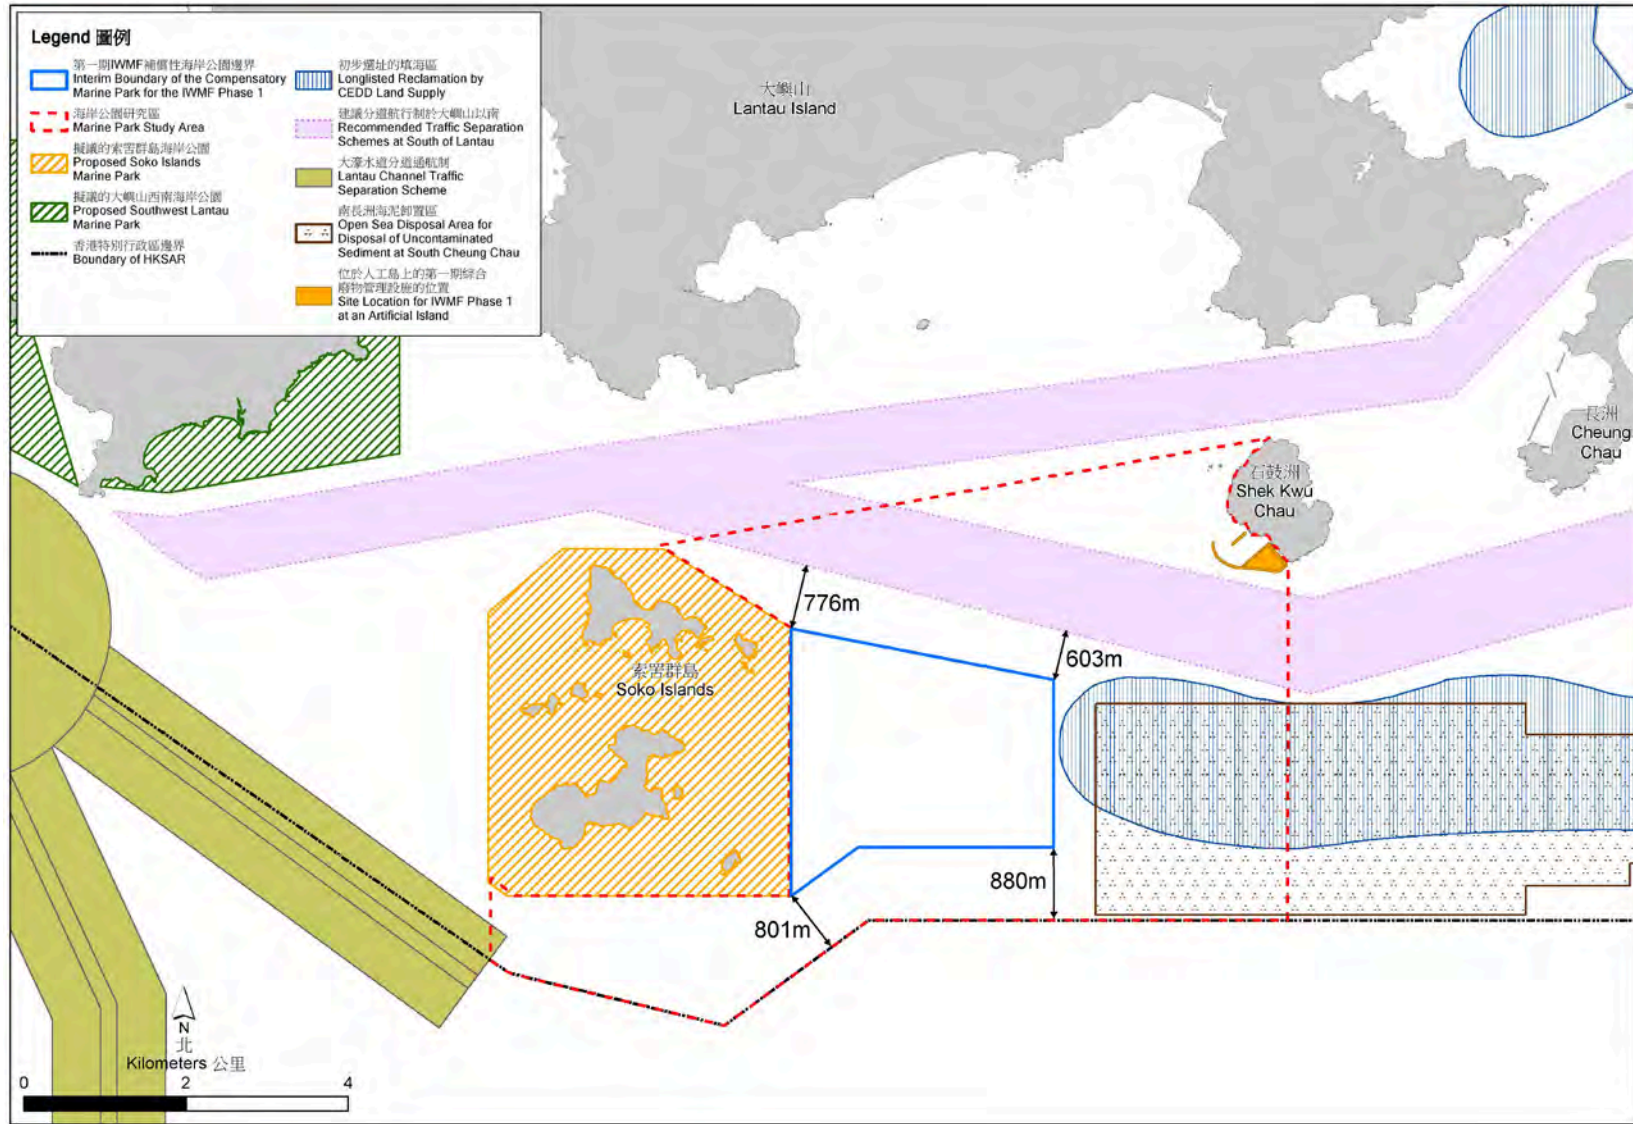 Legend 圖例
第一期IWMF補償性海岸公園邊界
Interim Boundary of the Compensatory
Marine Park for the IWMF Phase 1
海岸公園研究區
Marine Park Study Area
擬議的索罟群島海岸公園
Proposed Soko Islands
Marine Park
擬議的大嶼山西南海岸公園
Proposed Southwest Lantau
Marine Park
香港特別行政區邊界
Boundary of HKSAR
初步選址的填海區
Longlisted Reclamation by
CEDD Land Supply
建議分道航行制於大嶼山以南
Recommended Traffic Separation
Schemes at South of Lantau
大濠水道分道通航制
Lantau Channel Traffic
Separation Scheme
南長洲海泥卸置區
Open Sea Disposal Area for
Disposal of Uncontaminated
Sediment at South Cheung Chau
位於人工島上的第一期綜合
廢物管理設施的位置
Site Location for IWMF Phase 1
at an Artificial Island
大嶼山
Lantau Island
長洲
Cheung
Chau
石鼓洲
Shek Kwu
Chau
776m
603m
索罟群島
Soko Islands
880m
801m
N
北
Kilometers 公里
0 2 4